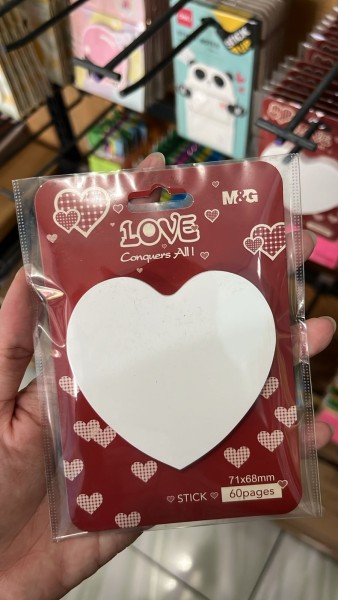 M&G
LOVE
Conquers All!
71x68mm
STICK
60pages